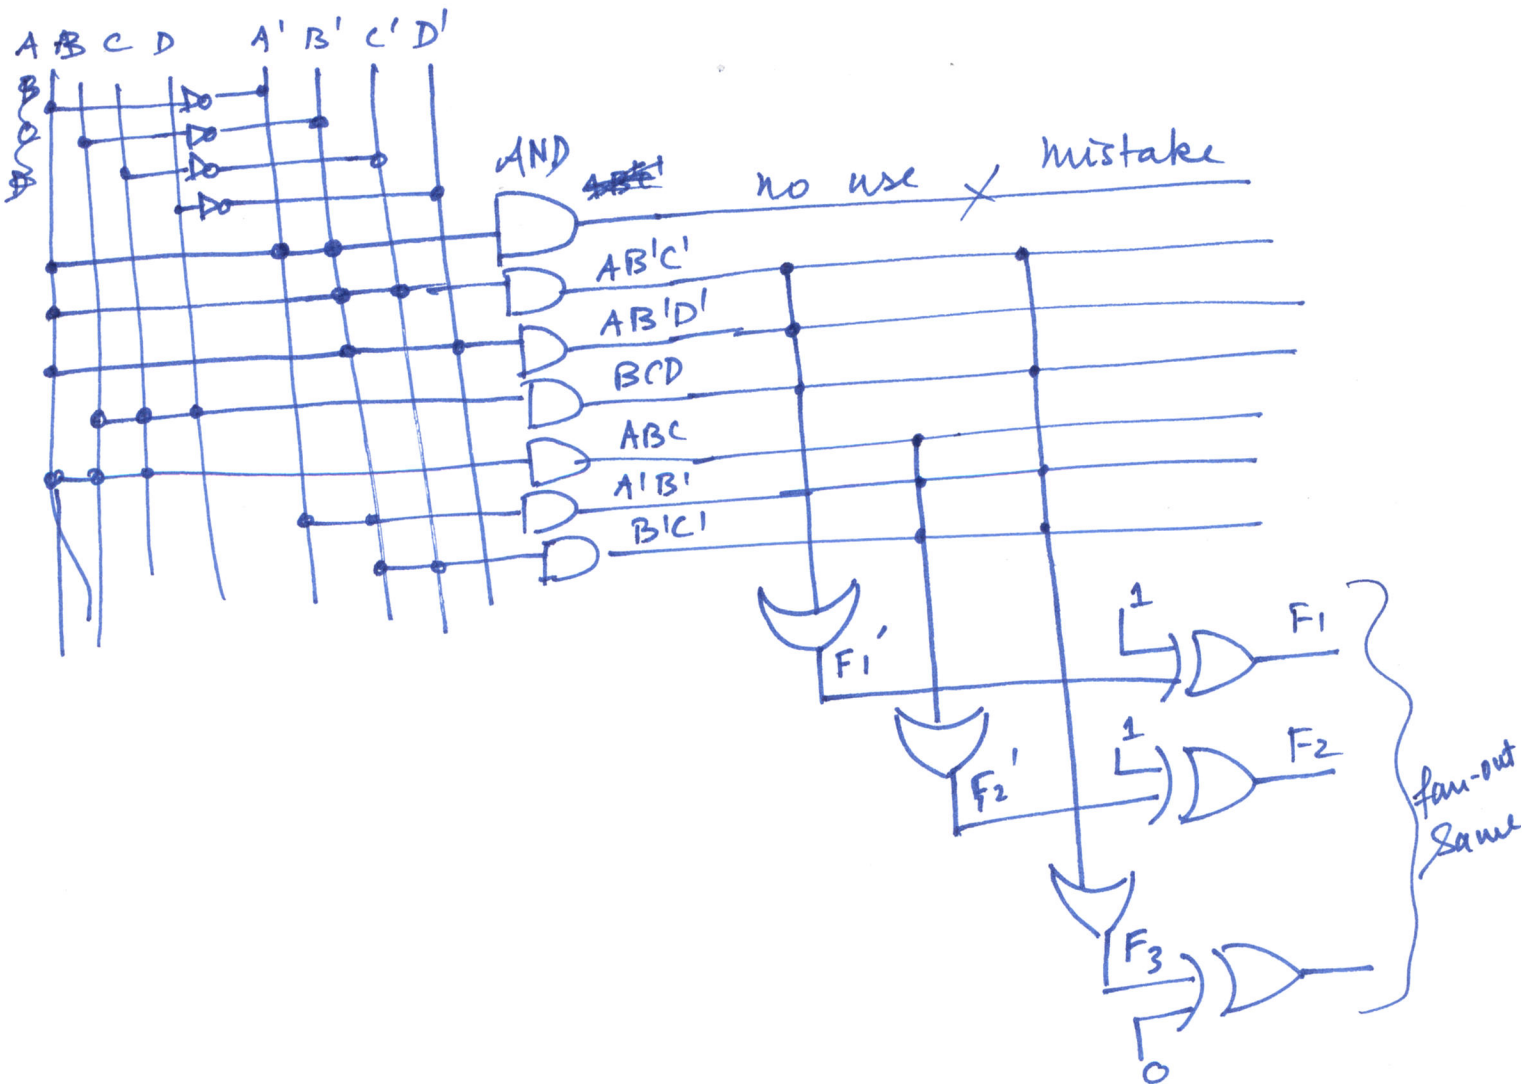 A B C D A' B' C' D'
AND
no use
mistake
AB'C'
AB'D'
BCD
ABC
A'B'
B'C'
F1'
1
F1
F2'
1
F2
F3
0
fan-out
Same